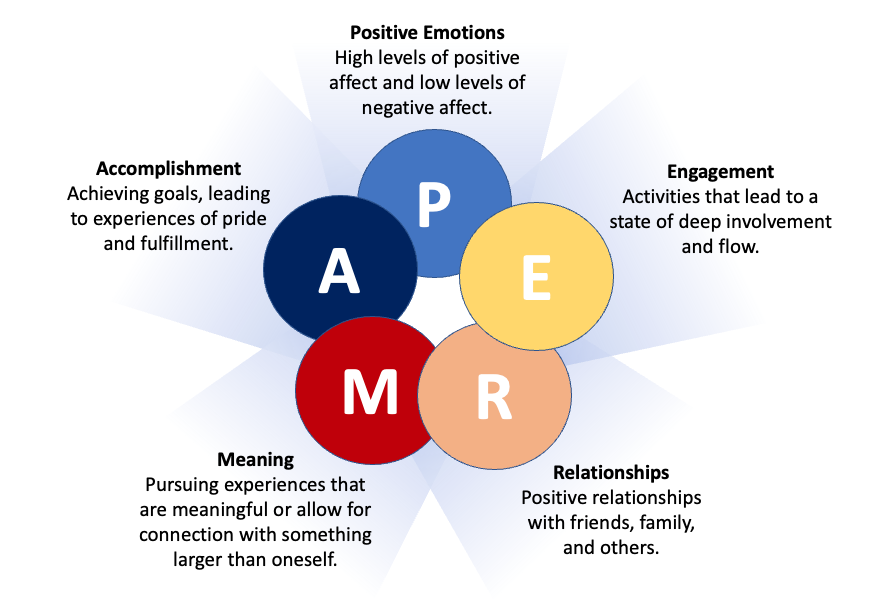 Positive Emotions
High levels of positive
affect and low levels of
negative affect.
P
Engagement
Activities that lead to a
state of deep involvement
and flow.
E
Relationships
Positive relationships
with friends, family,
and others.
R
Meaning
Pursuing experiences that
are meaningful or allow for
connection with something
larger than oneself.
M
Accomplishment
Achieving goals, leading
to experiences of pride
and fulfillment.
A